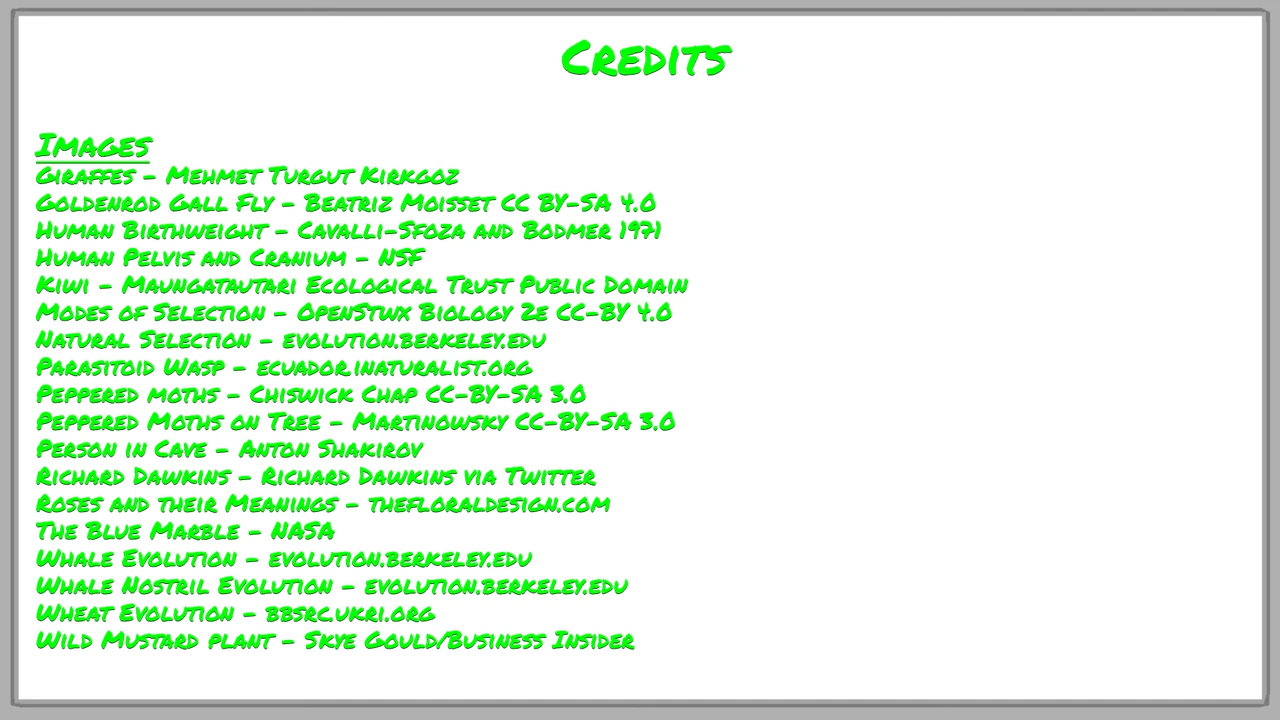 Credits
Images
Giraffes - Mehmet Turgut Kirkgoz
Goldenrod Gall Fly - Beatriz Moisset CC BY-SA 4.0
Human Birthweight - Cavalli-Sfoza and Bodmer 1971
Human Pelvis and Cranium - NSF
Kiwi - Maungatautari Ecological Trust Public Domain
Modes of Selection - OpenStwx Biology 2e CC-BY 4.0
Natural Selection - evolution.berkeley.edu
Parasitoid Wasp - ecuador.inaturalist.org
Peppered moths - Chiswick Chap CC-BY-SA 3.0
Peppered Moths on Tree - Martinowsky CC-BY-SA 3.0
Person in Cave - Anton Shakirov
Richard Dawkins - Richard Dawkins via Twitter
Roses and their Meanings - thefloraldesign.com
The Blue Marble - NASA
Whale Evolution - evolution.berkeley.edu
Whale Nostril Evolution - evolution.berkeley.edu
Wheat Evolution - bbsrc.ukri.org
Wild Mustard plant - Skye Gould/Business Insider